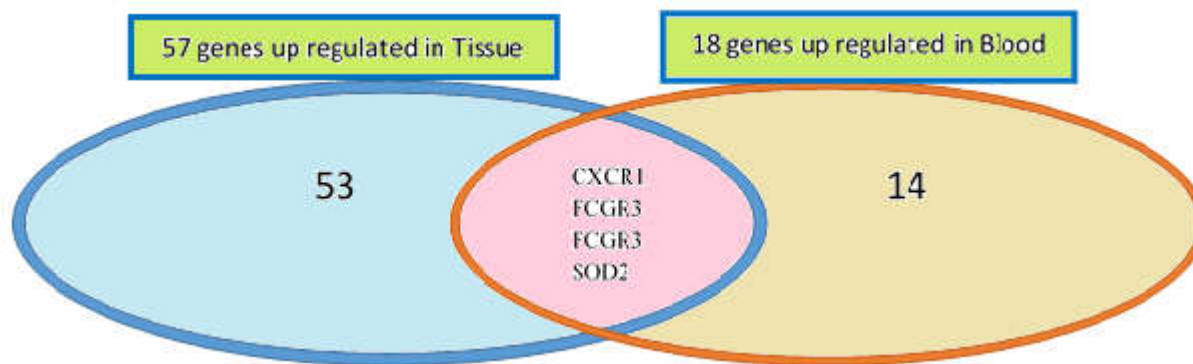 57 genes up regulated in Tissue
18 genes up regulated in Blood
53
CXCR1
FCGR3
FCGR3
SOD2
14